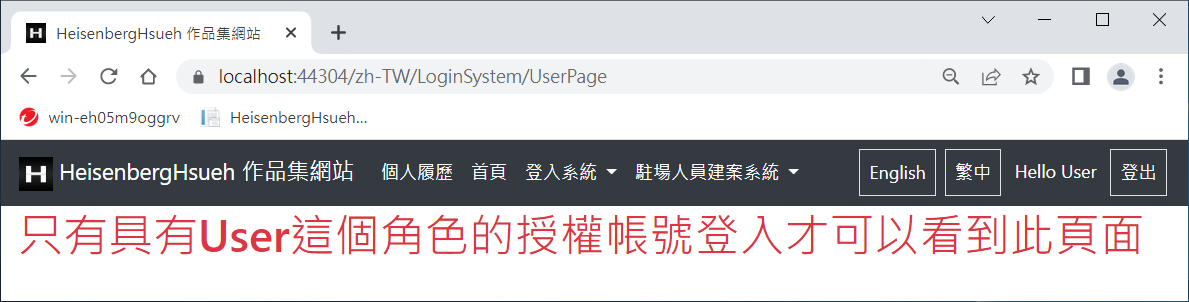 HeisenbergHsueh 作品集網站
localhost:44304/zh-TW/LoginSystem/UserPage
win-eh05m9oggrv HeisenbergHsueh...
H HeisenbergHsueh 作品集網站 個人履歷 首頁 登入系統 駐場人員建案系統 English 繁中 Hello User 登出
只有具有User這個角色的授權帳號登入才可以看到此頁面